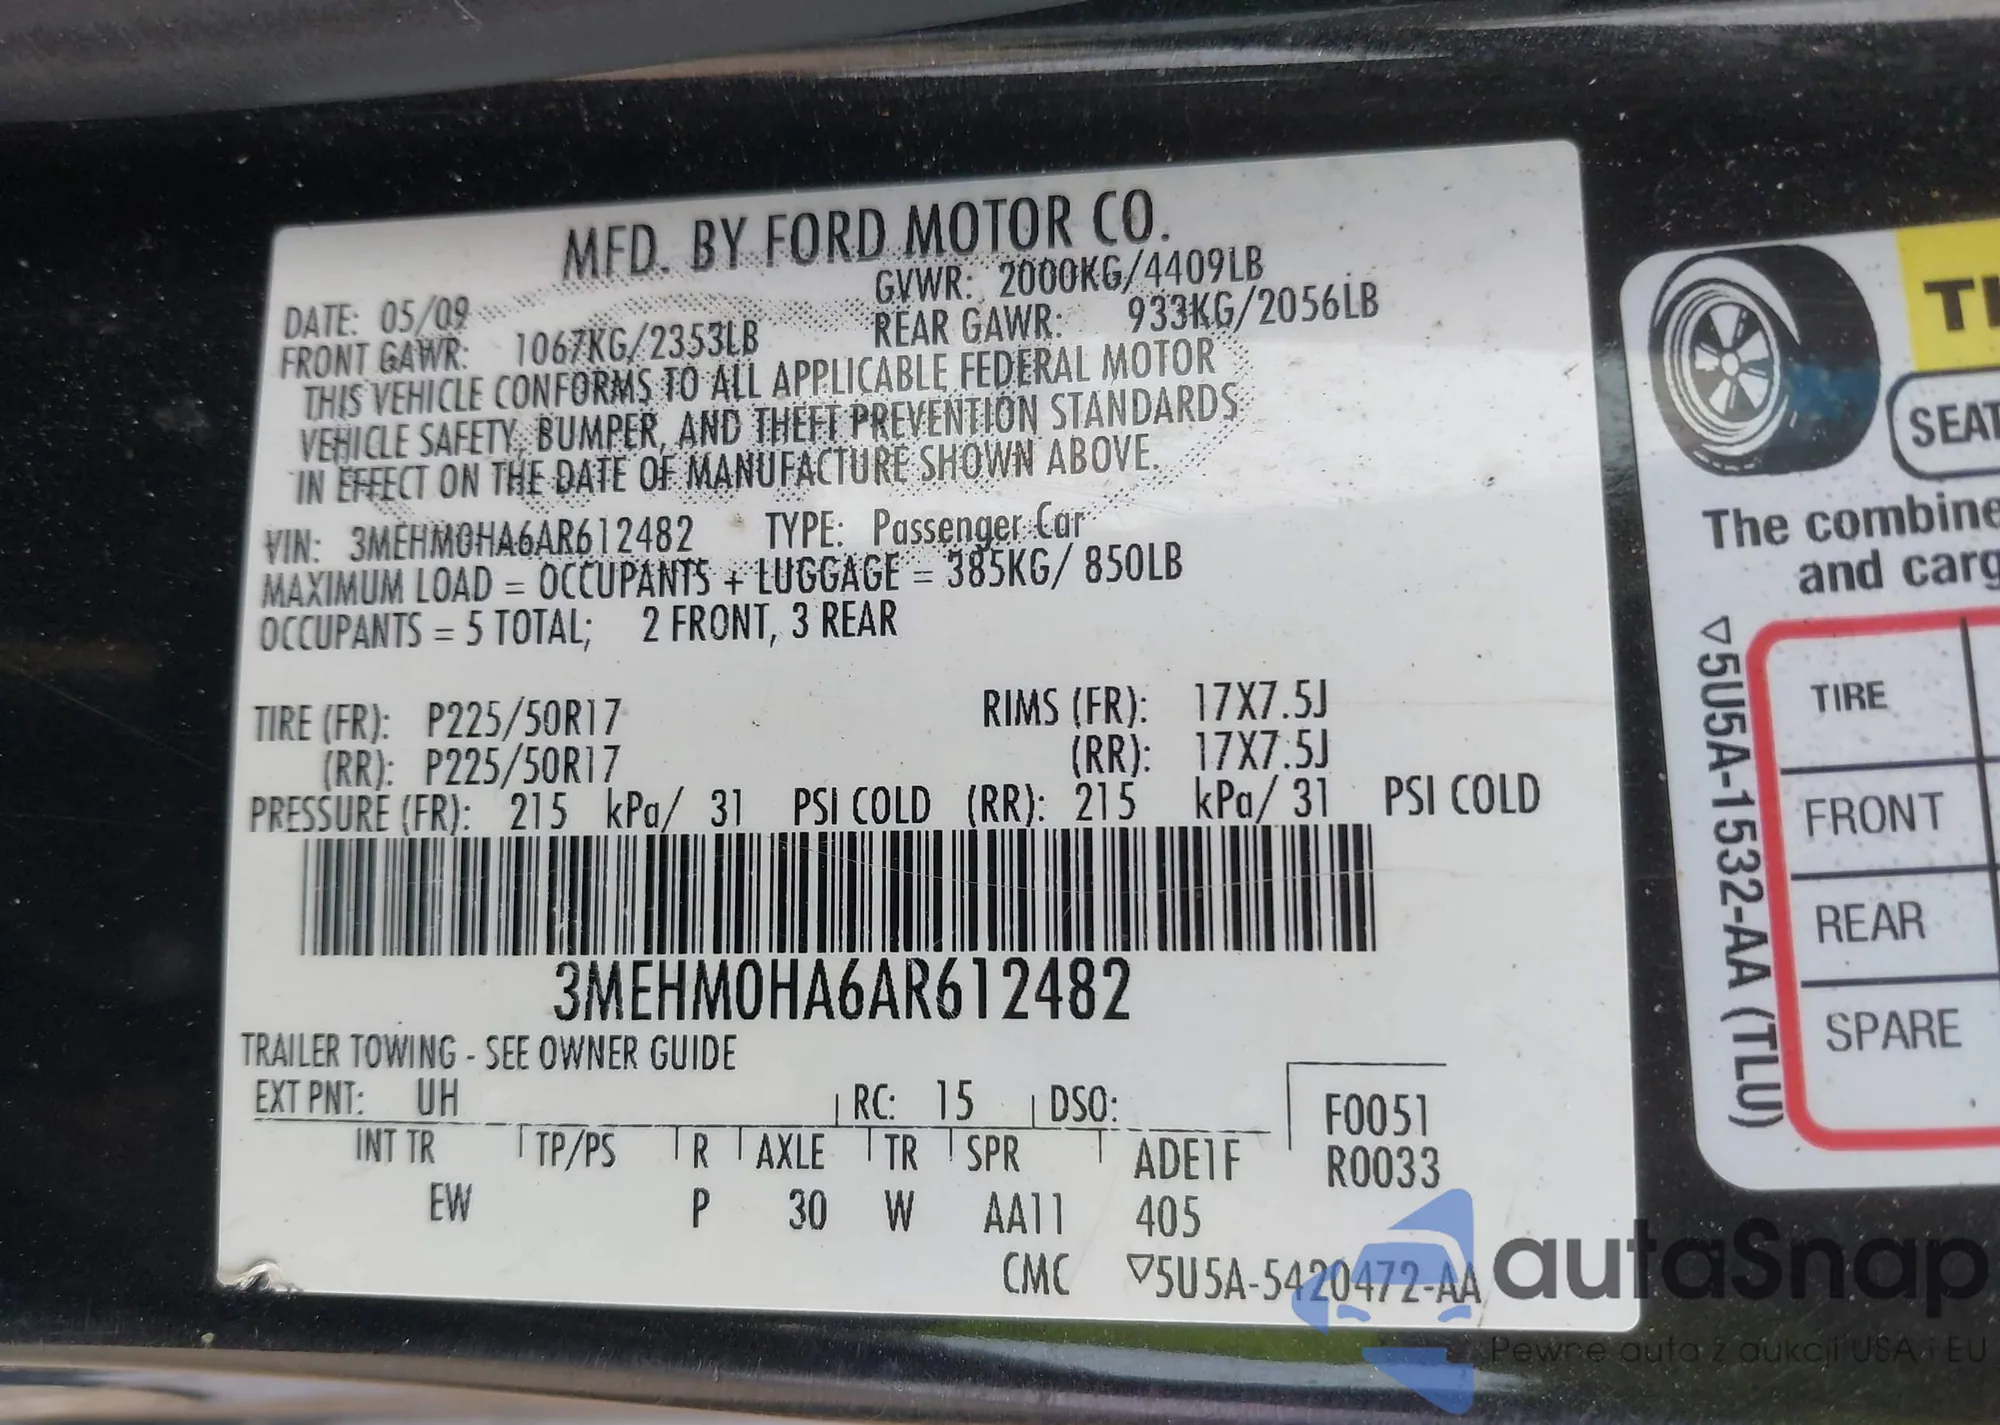 MFD. BY FORD MOTOR CO.
DATE: 05/09 GVWR: 2000KG/4409LB
FRONT GAWR: 1067KG/2353LB REAR GAWR: 933KG/2056LB
THIS VEHICLE CONFORMS TO ALL APPLICABLE FEDERAL MOTOR
VEHICLE SAFETY, BUMPER, AND THEFT PREVENTION STANDARDS
IN EFFECT ON THE DATE OF MANUFACTURE SHOWN ABOVE.
VIN: 3MEHM0HA6AR612482 TYPE: Passenger Car
MAXIMUM LOAD = OCCUPANTS + LUGGAGE = 385KG/ 850LB
OCCUPANTS = 5 TOTAL; 2 FRONT, 3 REAR
TIRE (FR): P225/50R17 RIMS (FR): 17X7.5J
(RR): P225/50R17 (RR): 17X7.5J
PRESSURE (FR): 215 kPa/ 31 PSI COLD (RR): 215 kPa/ 31 PSI COLD
3MEHM0HA6AR612482
TRAILER TOWING - SEE OWNER GUIDE
EXT PNT: UH RC: 15 DSO: F0051
INT TR TP/PS R AXLE TR SPR ADE1F R0033
EW P 30 W AA11 405
CMC ▽5U5A-5420472-AA
TI
SEAT
The combine
and carg
▽5U5A-1532-AA (TLU)
TIRE
FRONT
REAR
SPARE
autaSnap
Pewne auta z aukcji USA i EU